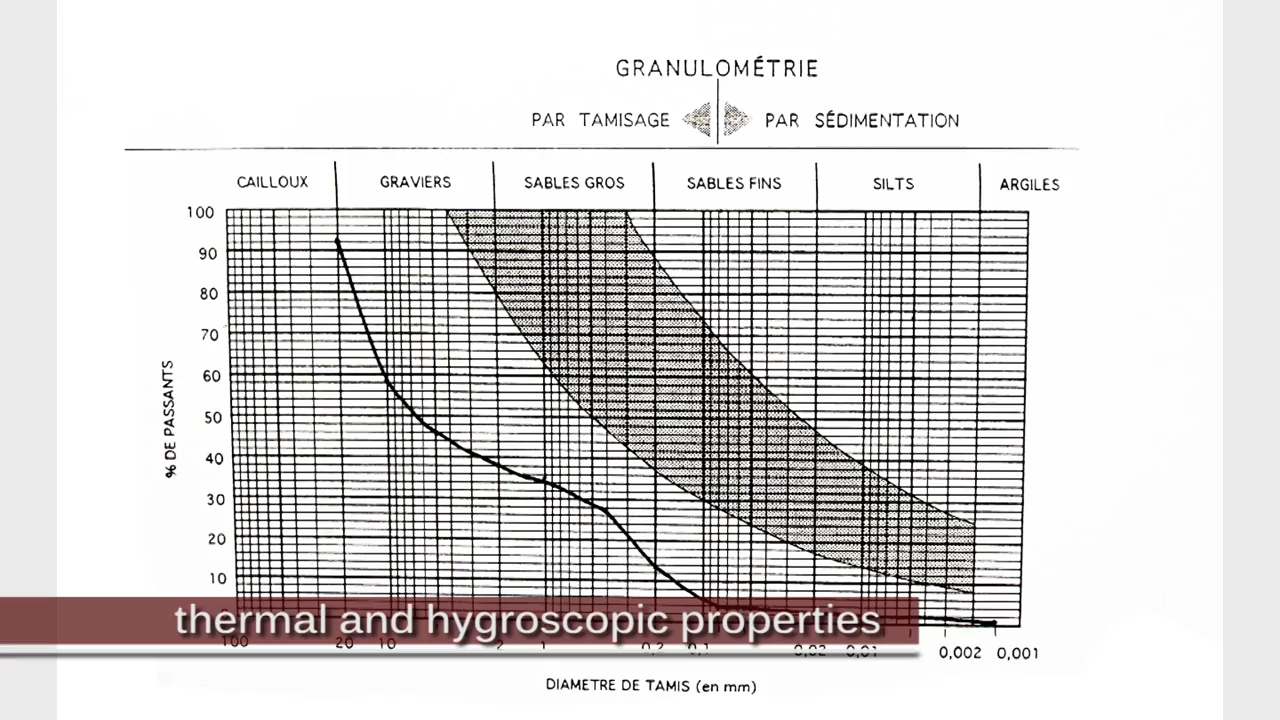 GRANULOMÉTRIE
PAR TAMISAGE PAR SÉDIMENTATION
CAILLOUX GRAVIERS SABLES GROS SABLES FINS SILTS ARGILES
100
90
80
70
60
50
40
30
20
10
% DE PASSANTS
thermal and hygroscopic properties
100 20 10 2 1 0,2 0,1 0,02 0,01 0,002 0,001
DIAMETRE DE TAMIS (en mm)